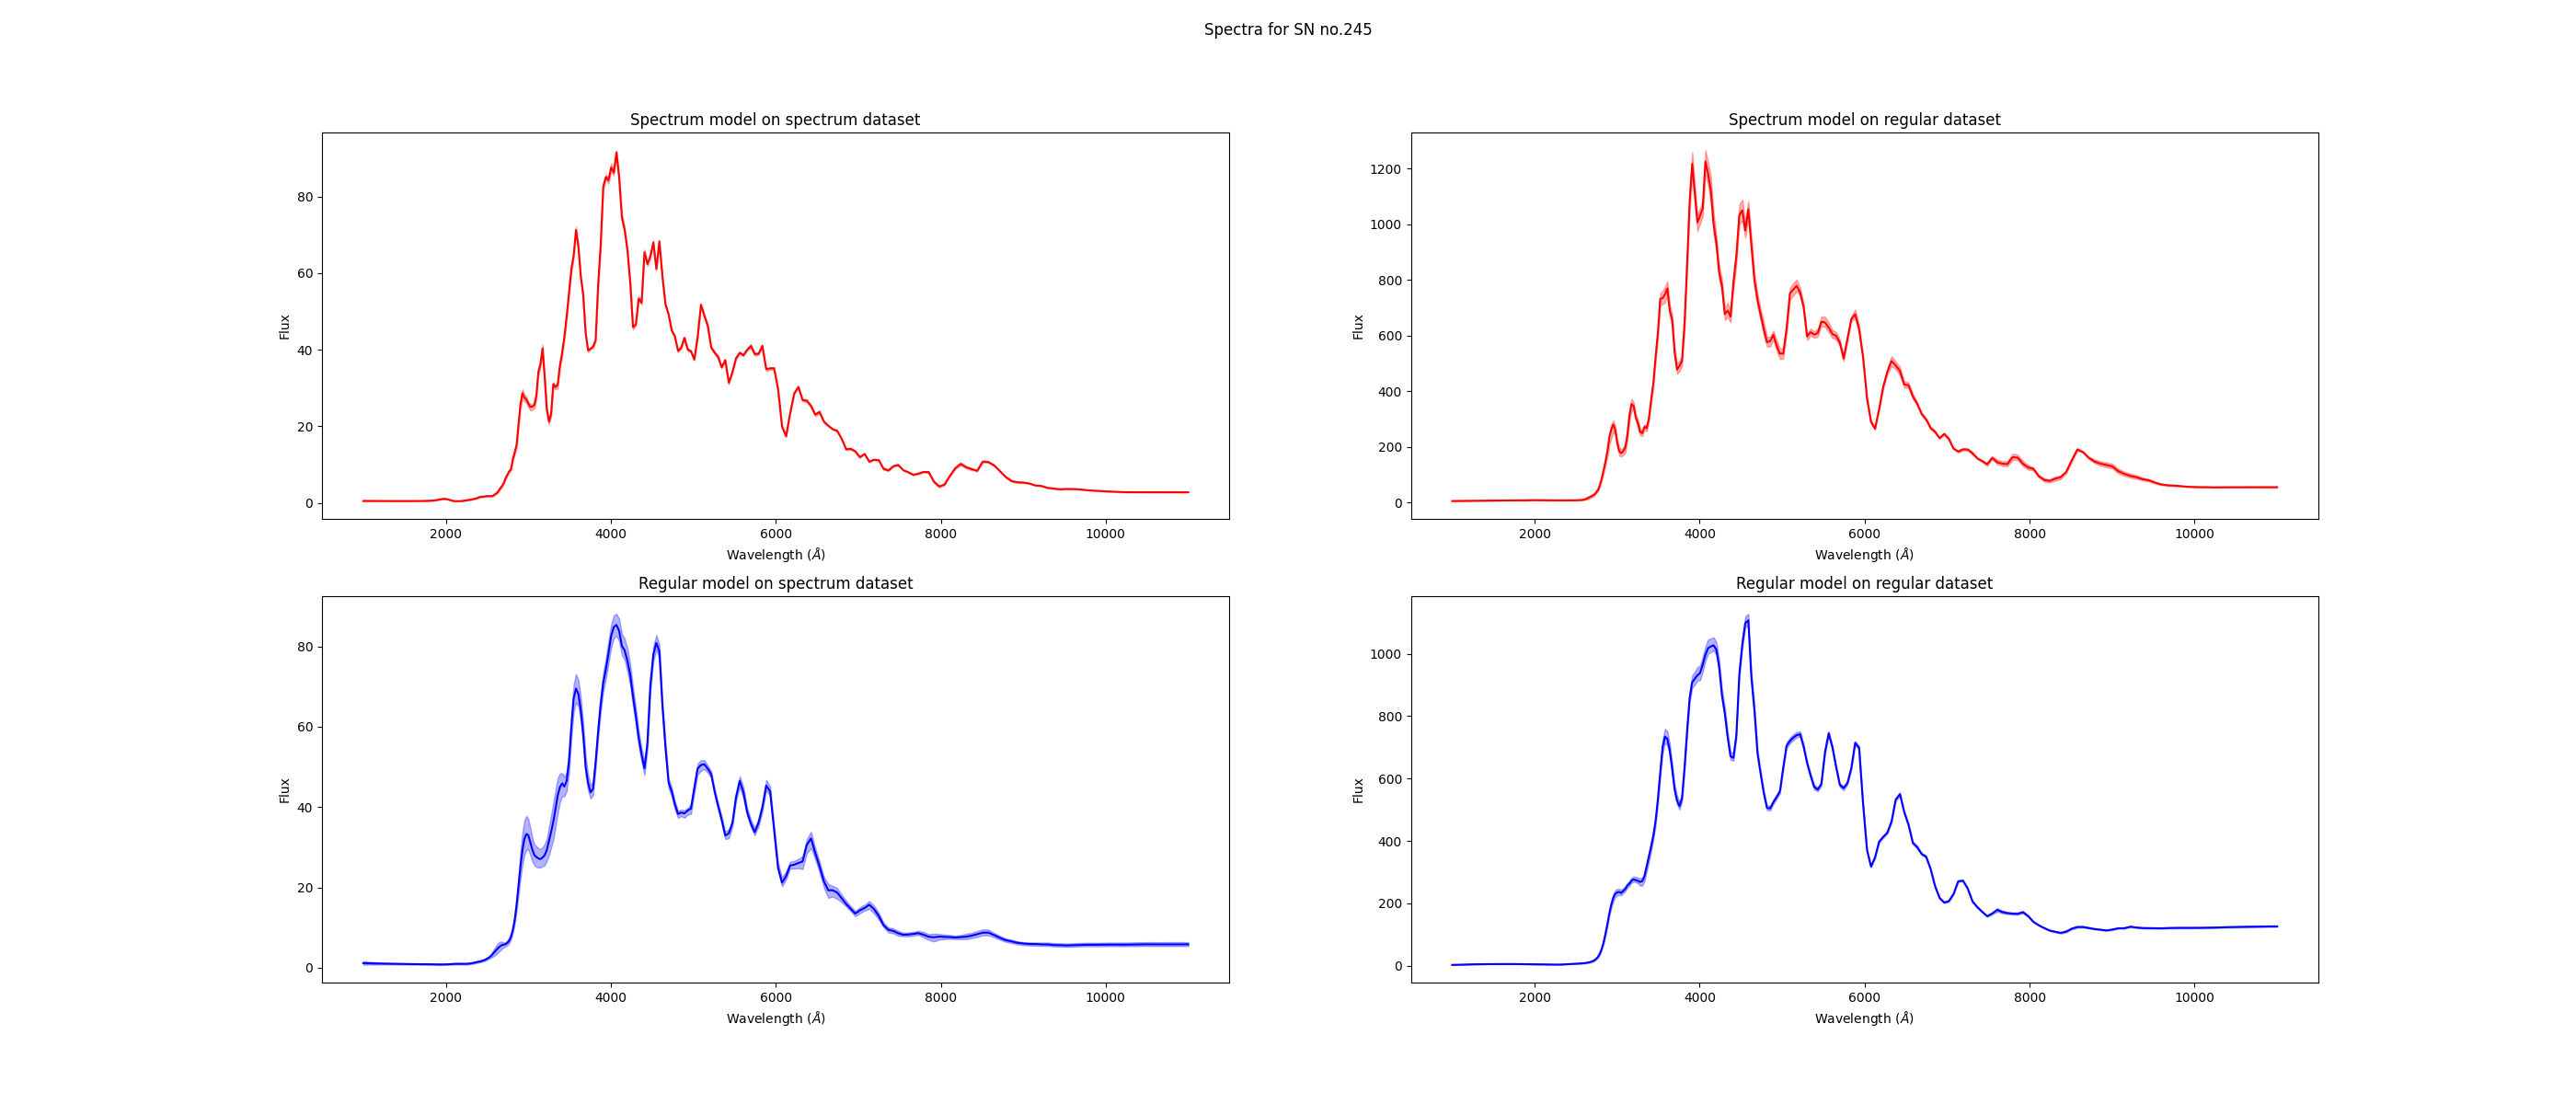 Spectra for SN no.245
Spectrum model on spectrum dataset
Flux
80
60
40
20
0
2000 4000 6000 8000 10000
Wavelength (Å)
Spectrum model on regular dataset
Flux
1200
1000
800
600
400
200
0
2000 4000 6000 8000 10000
Wavelength (Å)
Regular model on spectrum dataset
Flux
80
60
40
20
0
2000 4000 6000 8000 10000
Wavelength (Å)
Regular model on regular dataset
Flux
1000
800
600
400
200
0
2000 4000 6000 8000 10000
Wavelength (Å)